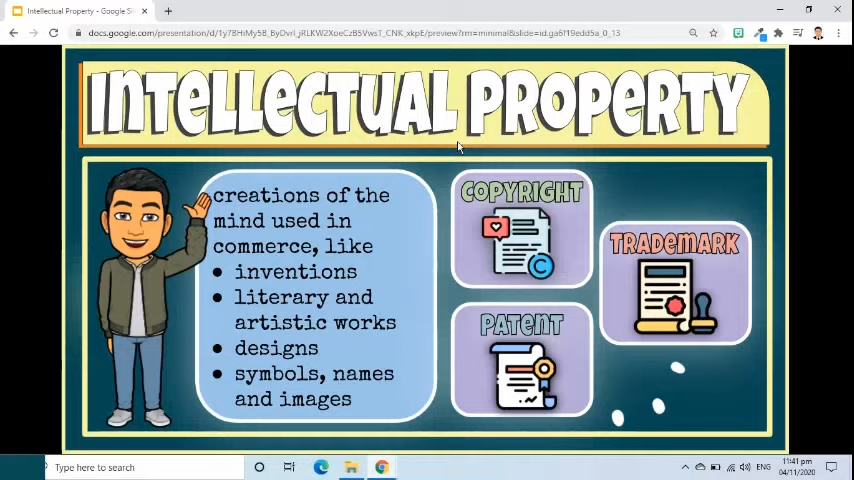 Intellectual Property - Google Sli
docs.google.com/presentation/d/1y7BHiMy5B_ByDvrl_jRLKW2XoeCzB5VwsT_CNK_xkpE/preview?rm=minimal&slide=id.ga6f19edd5a_0_13
INTELLECTUAL PROPERTY
creations of the
mind used in
commerce, like
• inventions
• literary and
artistic works
• designs
• symbols, names
and images
COPYRIGHT
TRADEMARK
PATENT
Type here to search
ENG
11:41 pm
04/11/2020